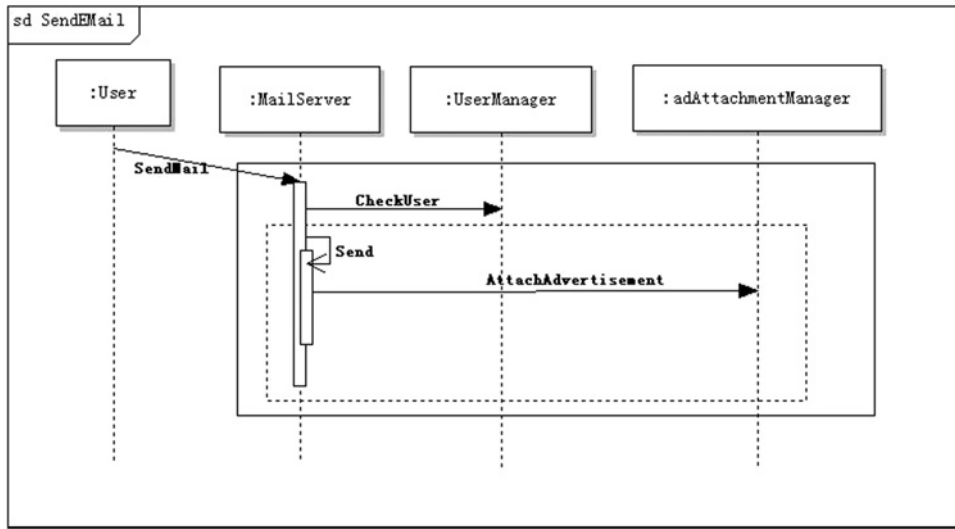 sd SendEMail
:User
:MailServer
:UserManager
:adAttachmentManager
SendMail
CheckUser
Send
AttachAdvertisement